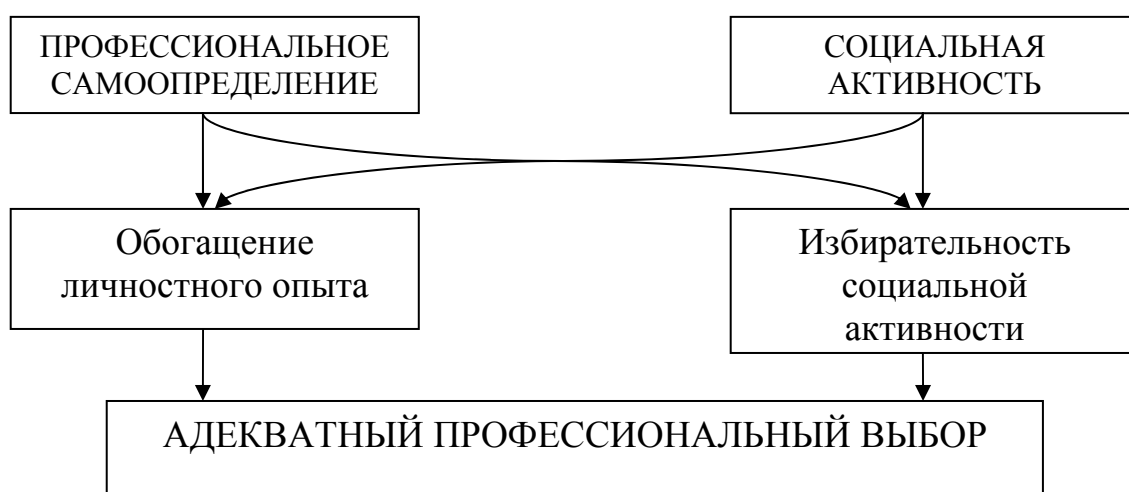 ПРОФЕССИОНАЛЬНОЕ
САМООПРЕДЕЛЕНИЕ
СОЦИАЛЬНАЯ
АКТИВНОСТЬ
Обогащение
личностного опыта
Избирательность
социальной
активности
АДЕКВАТНЫЙ ПРОФЕССИОНАЛЬНЫЙ ВЫБОР